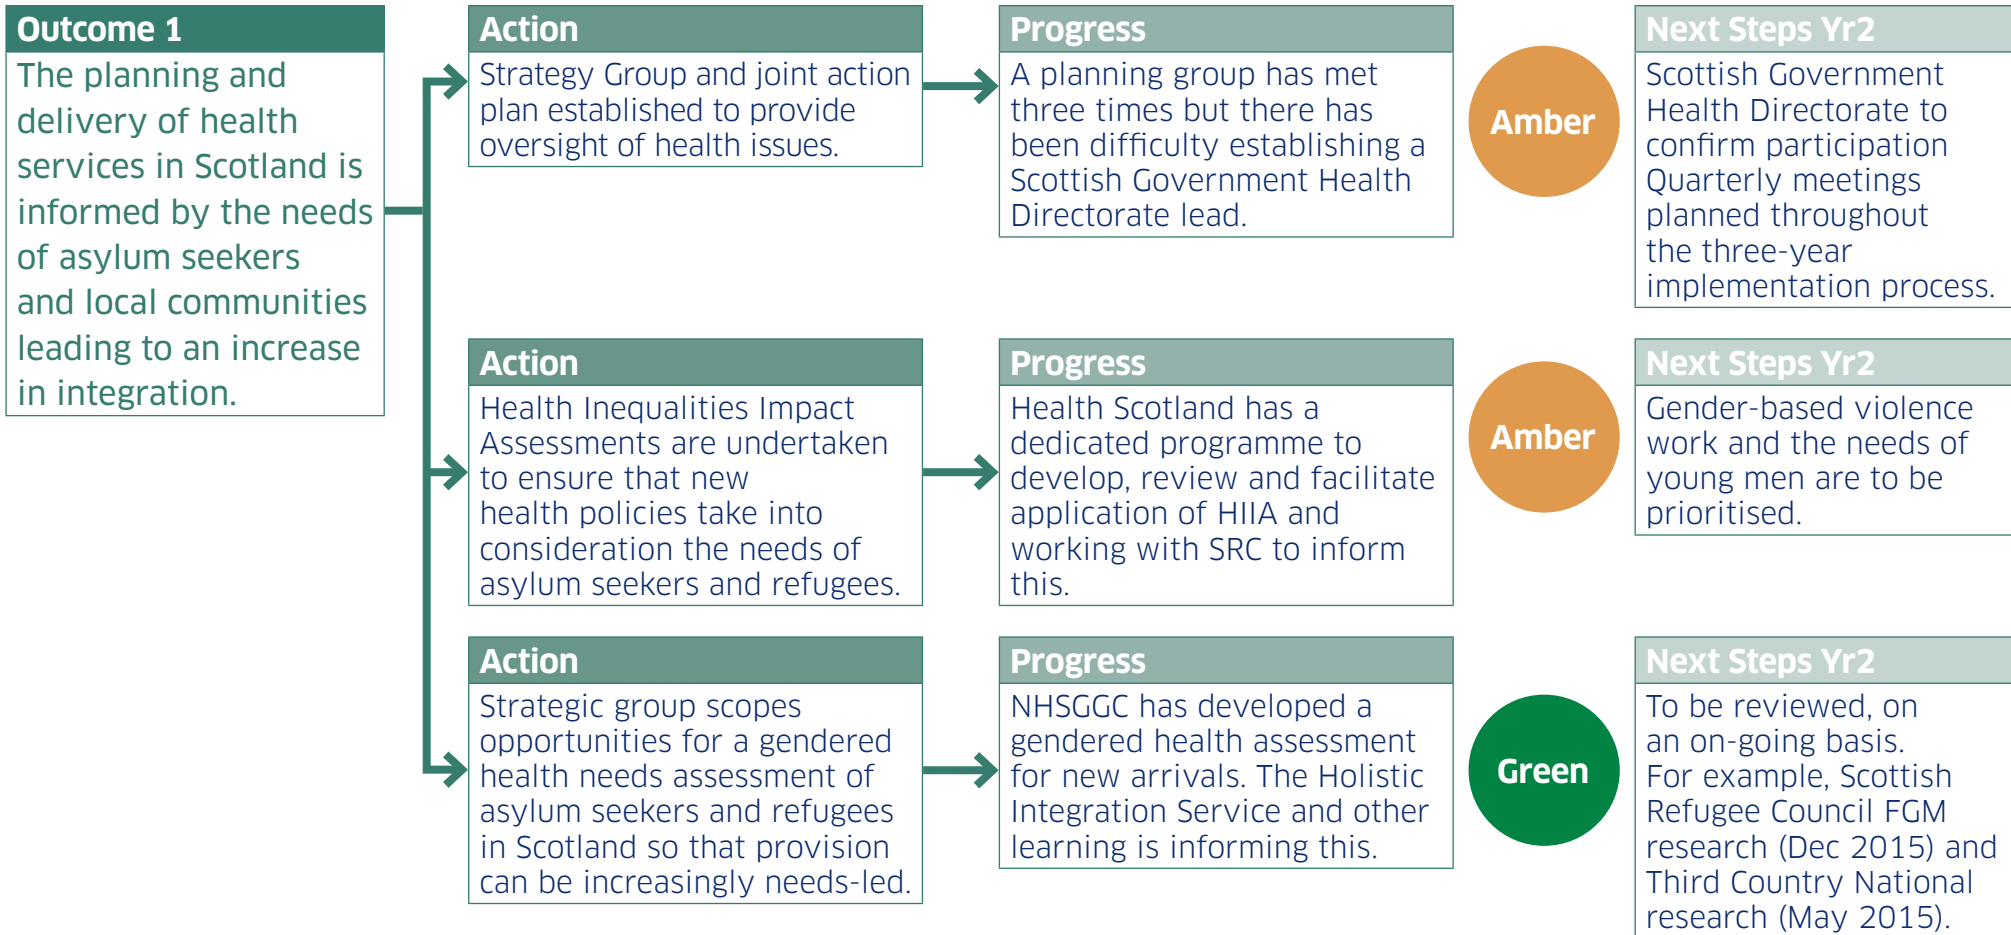 Outcome 1
The planning and
delivery of health
services in Scotland is
informed by the needs
of asylum seekers
and local communities
leading to an increase
in integration.
Action
Strategy Group and joint action
plan established to provide
oversight of health issues.
Progress
A planning group has met
three times but there has
been difficulty establishing a
Scottish Government Health
Directorate lead.
Amber
Next Steps Yr2
Scottish Government
Health Directorate to
confirm participation
Quarterly meetings
planned throughout
the three-year
implementation process.
Action
Health Inequalities Impact
Assessments are undertaken
to ensure that new
health policies take into
consideration the needs of
asylum seekers and refugees.
Progress
Health Scotland has a
dedicated programme to
develop, review and facilitate
application of HIIA and
working with SRC to inform
this.
Amber
Next Steps Yr2
Gender-based violence
work and the needs of
young men are to be
prioritised.
Action
Strategic group scopes
opportunities for a gendered
health needs assessment of
asylum seekers and refugees
in Scotland so that provision
can be increasingly needs-led.
Progress
NHSGGC has developed a
gendered health assessment
for new arrivals. The Holistic
Integration Service and other
learning is informing this.
Green
Next Steps Yr2
To be reviewed, on
an on-going basis.
For example, Scottish
Refugee Council FGM
research (Dec 2015) and
Third Country National
research (May 2015).